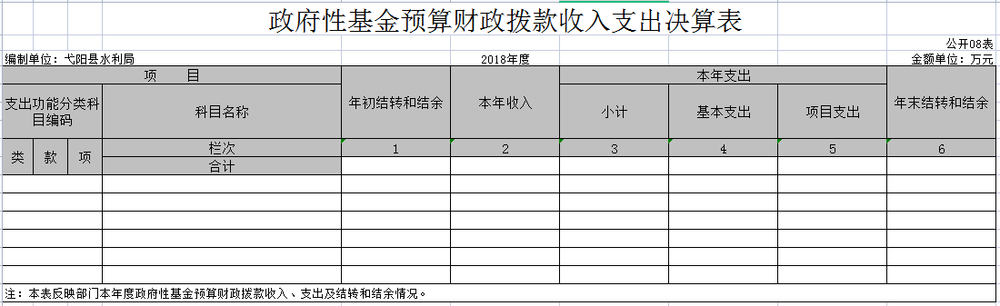 政府性基金预算财政拨款收入支出决算表
公开08表
编制单位：弋阳县水利局 2018年度 金额单位：万元
项 目 年初结转和结余 本年收入 本年支出 年末结转和结余
支出功能分类科目编码 科目名称 小计 基本支出 项目支出
类 款 项 栏次 1 2 3 4 5 6
合计
注：本表反映部门本年度政府性基金预算财政拨款收入、支出及结转和结余情况。